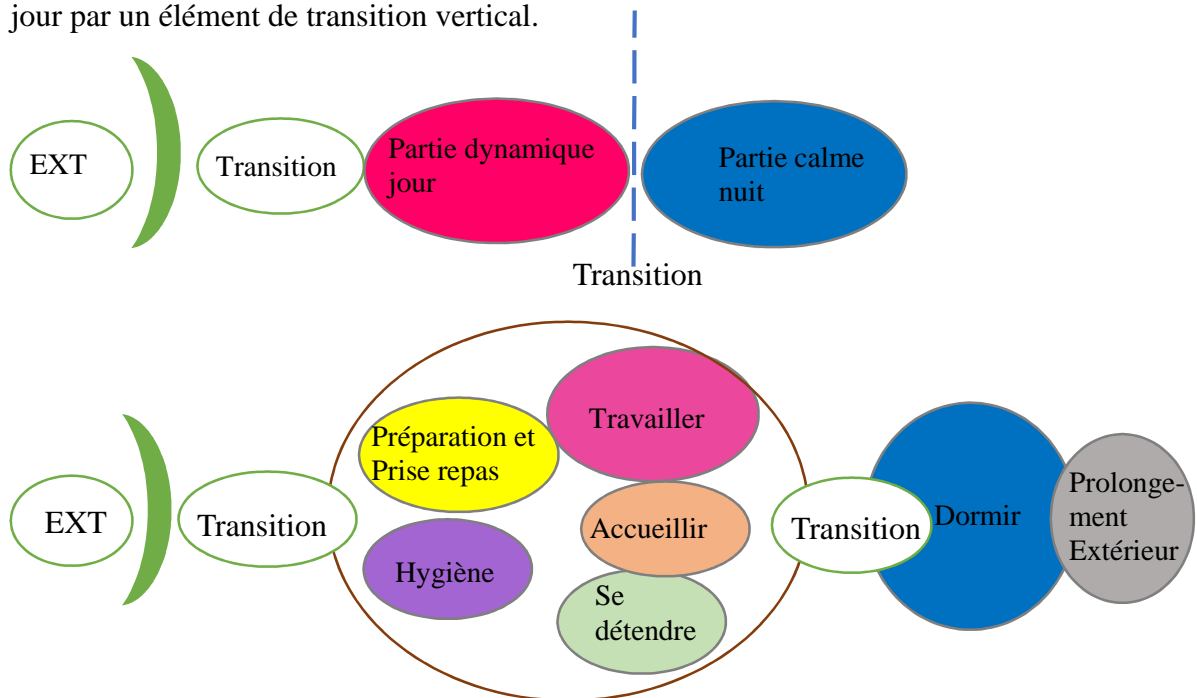 jour par un élément de transition vertical.
EXT
Transition
Partie dynamique
jour
Partie calme
nuit
Transition
EXT
Transition
Préparation et
Prise repas
Travailler
Hygiène
Accueillir
Se
détendre
Transition
Dormir
Prolonge-
ment
Extérieur